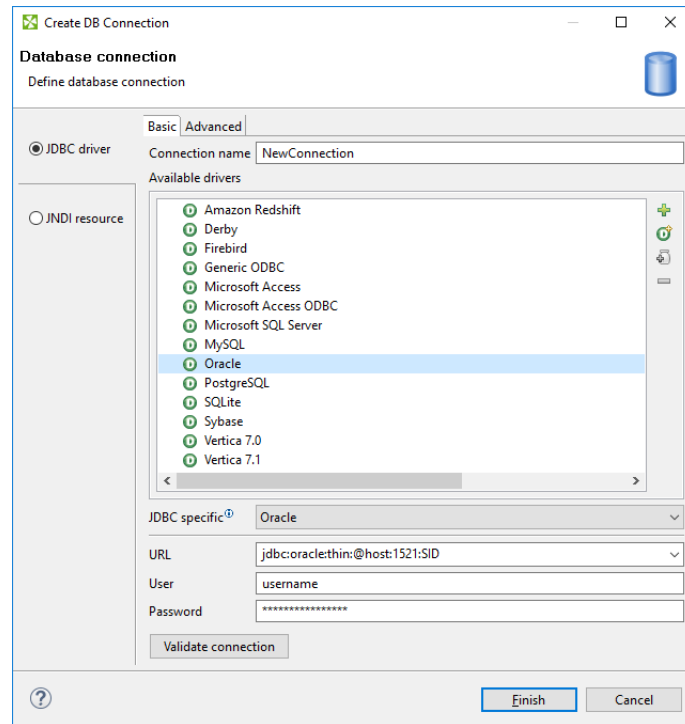 Create DB Connection
Database connection
Define database connection
JDBC driver
JNDI resource
Basic Advanced
Connection name NewConnection
Available drivers
Amazon Redshift
Derby
Firebird
Generic ODBC
Microsoft Access
Microsoft Access ODBC
Microsoft SQL Server
MySQL
Oracle
PostgreSQL
SQLite
Sybase
Vertica 7.0
Vertica 7.1
JDBC specific Oracle
URL jdbc:oracle:thin:@host:1521:SID
User username
Password ****************
Validate connection
Finish Cancel